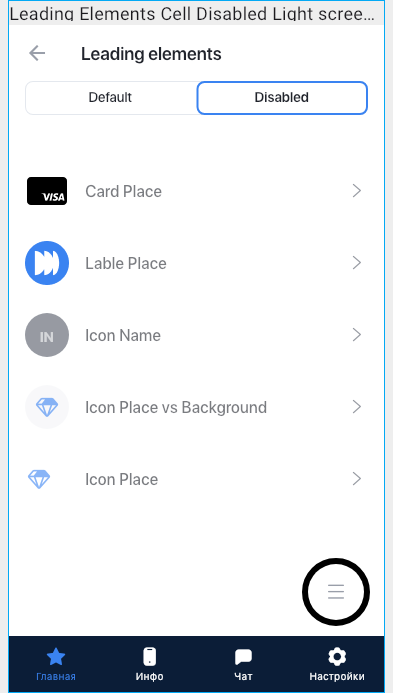 Leading Elements Cell Disabled Light scree...
Leading elements
Default
Disabled
VISA
Card Place
Lable Place
IN
Icon Name
Icon Place vs Background
Icon Place
Главная
Инфо
Чат
Настройки